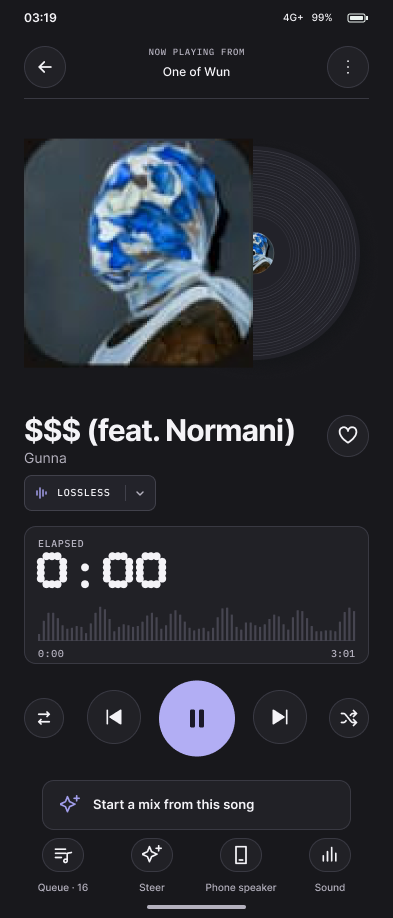 03:19
4G+ 99%
NOW PLAYING FROM
One of Wun
$$$ (feat. Normani)
Gunna
LOSSLESS
ELAPSED
0:00
0:00 3:01
Start a mix from this song
Queue · 16 Steer Phone speaker Sound